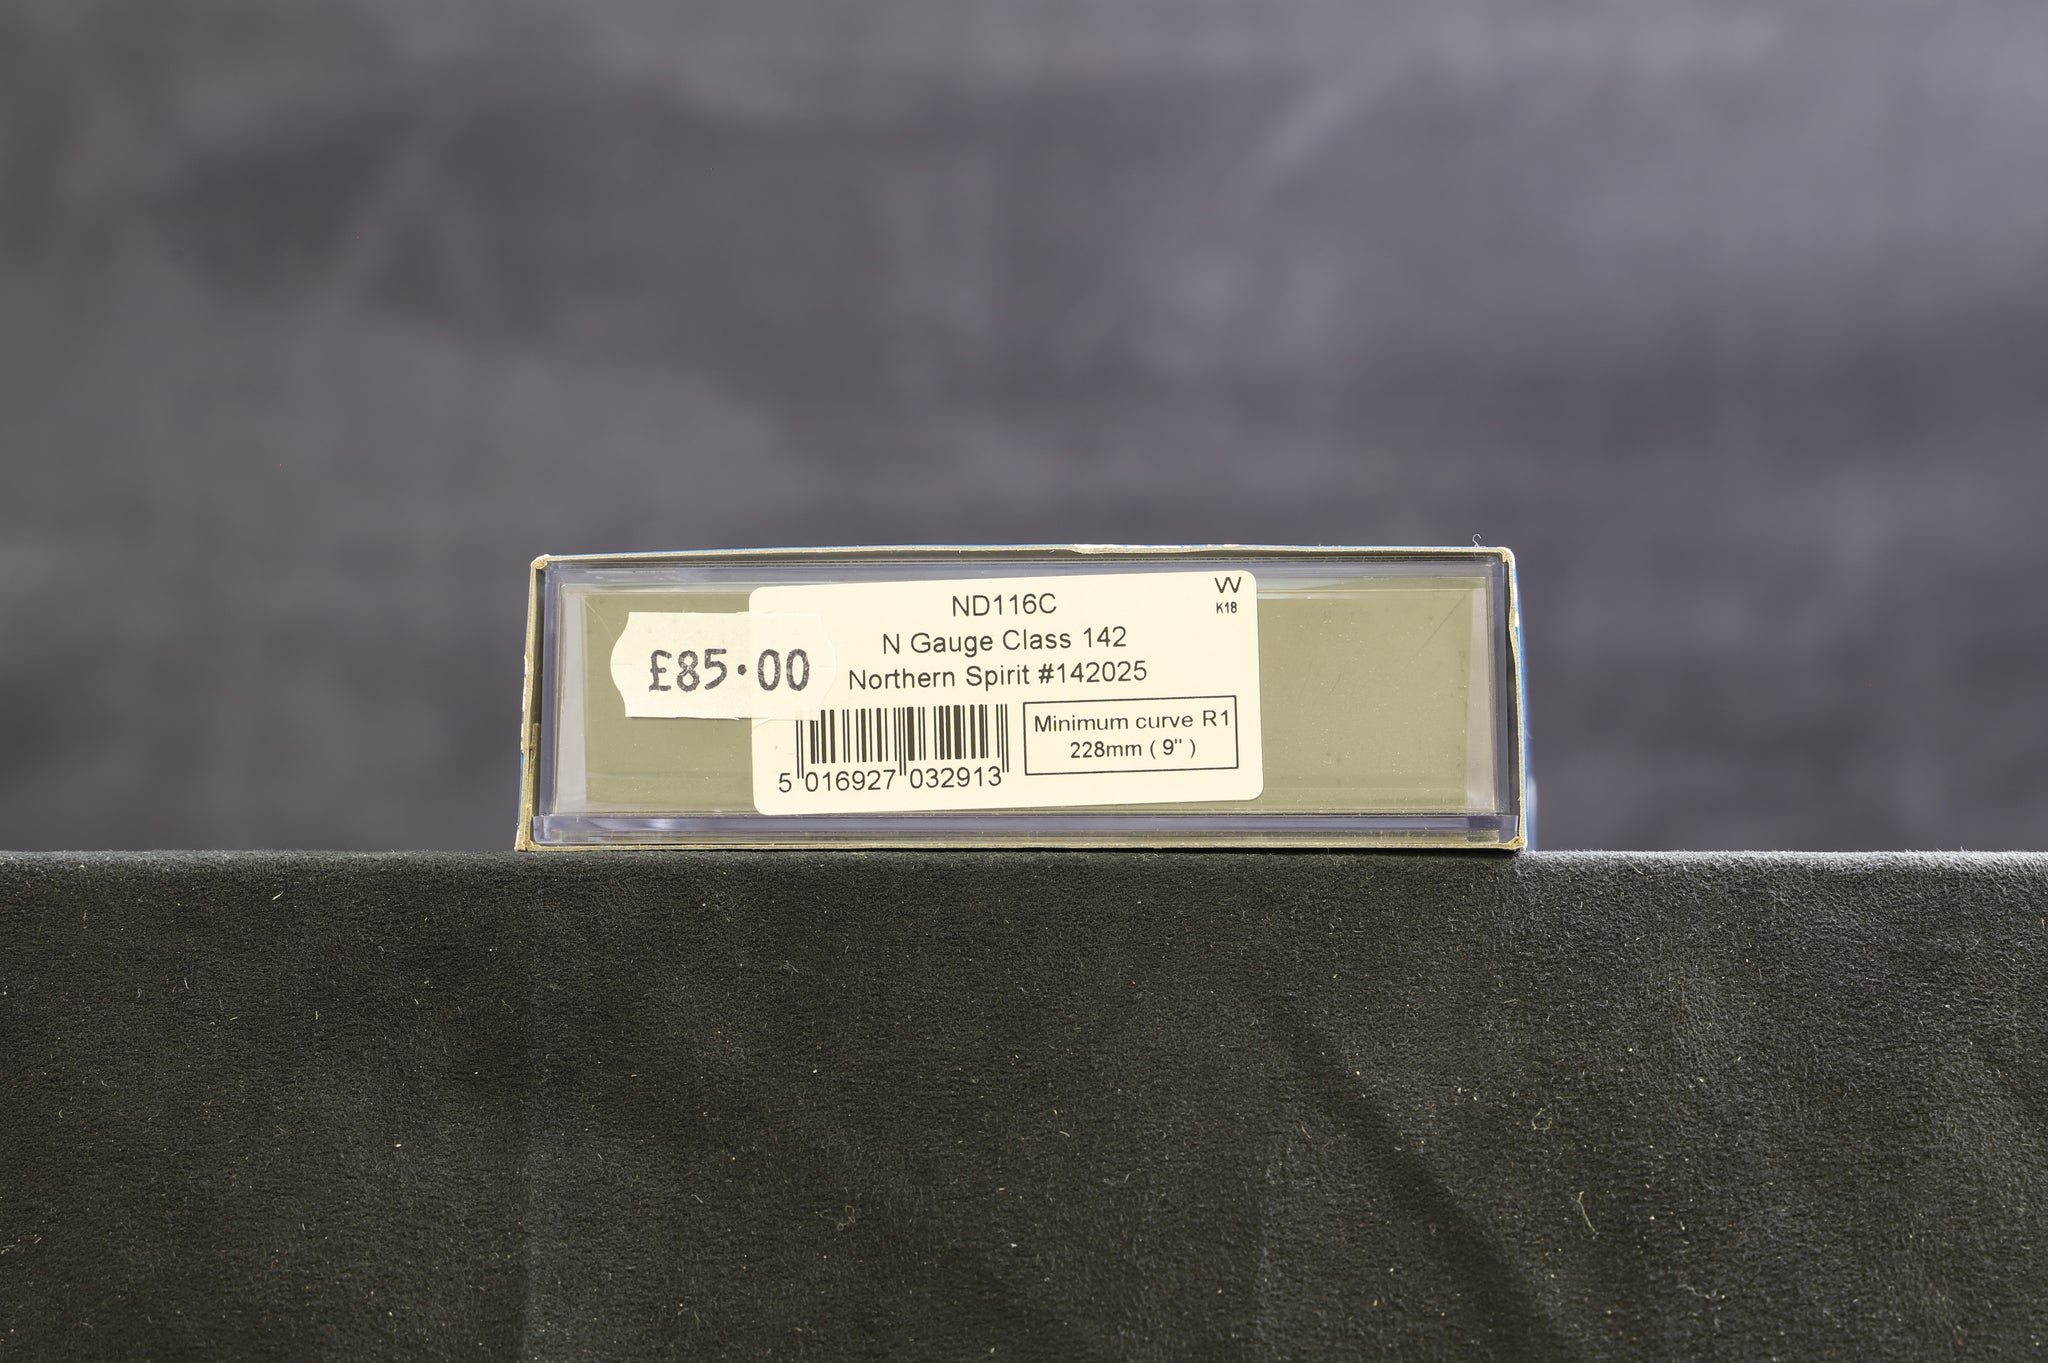 ND116C
W
K18
N Gauge Class 142
£85.00
Northern Spirit #142025
Minimum curve R1
228mm ( 9" )
5 016927 032913